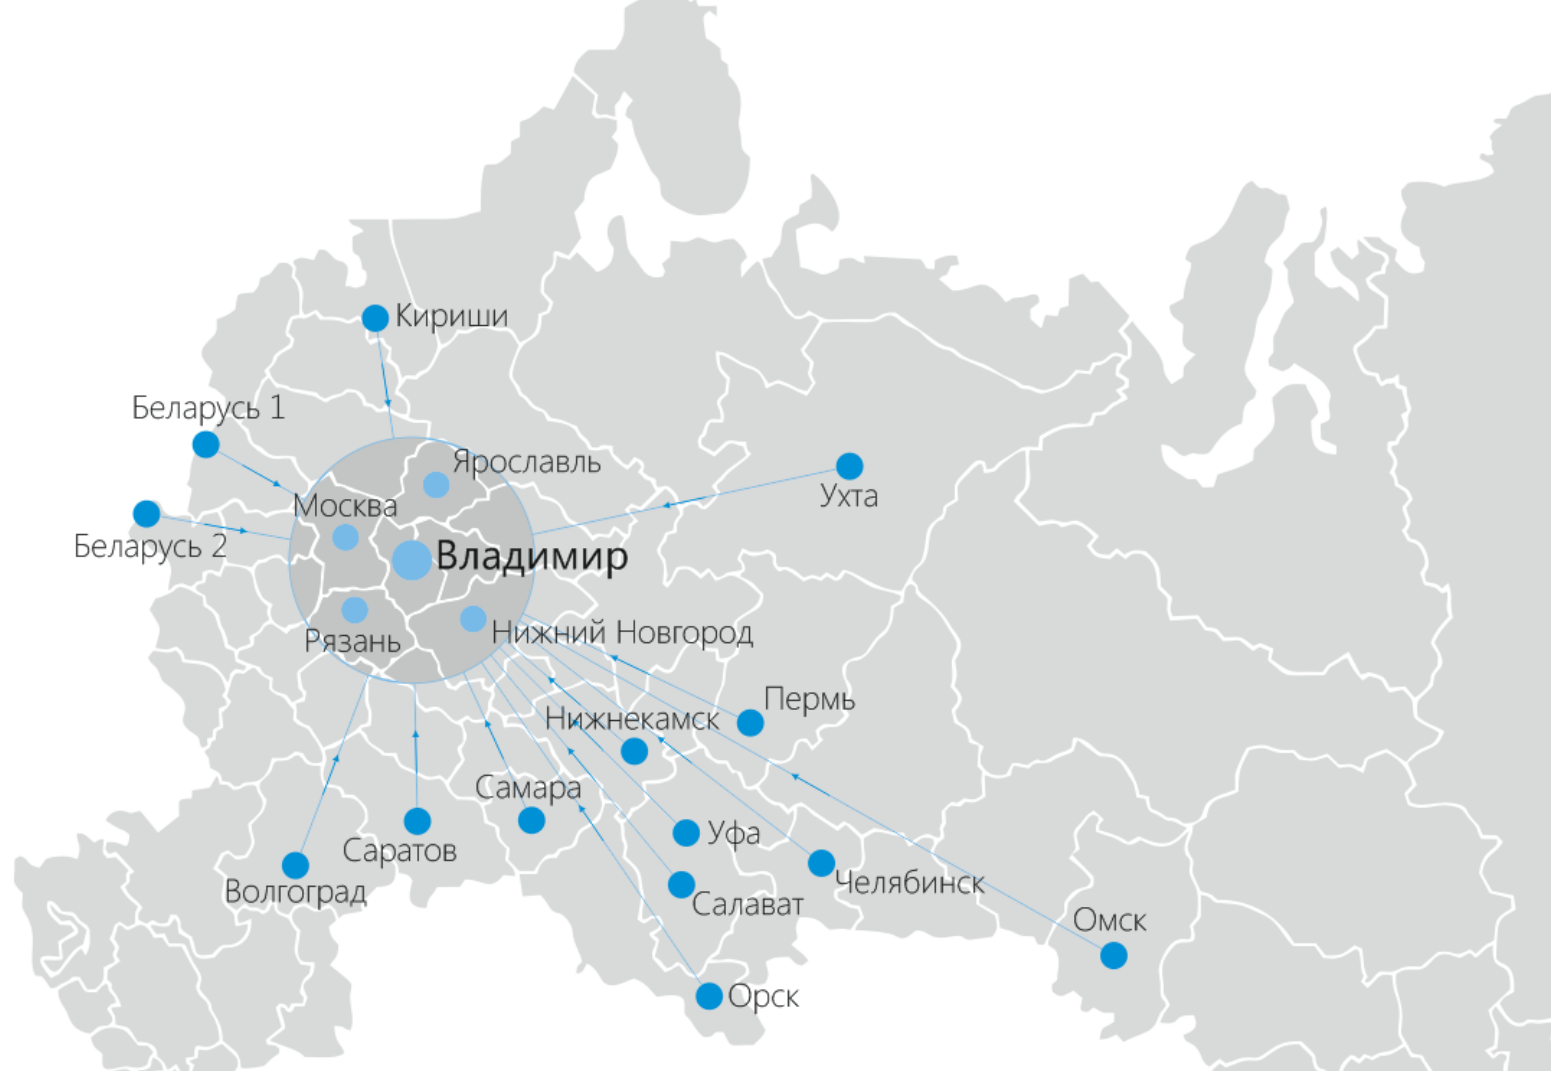 Кириши
Беларусь 1
Ярославль
Ухта
Москва
Беларусь 2
Владимир
Нижний Новгород
Рязань
Пермь
Нижнекамск
Самара
Уфа
Саратов
Челябинск
Волгоград
Салават
Омск
Орск